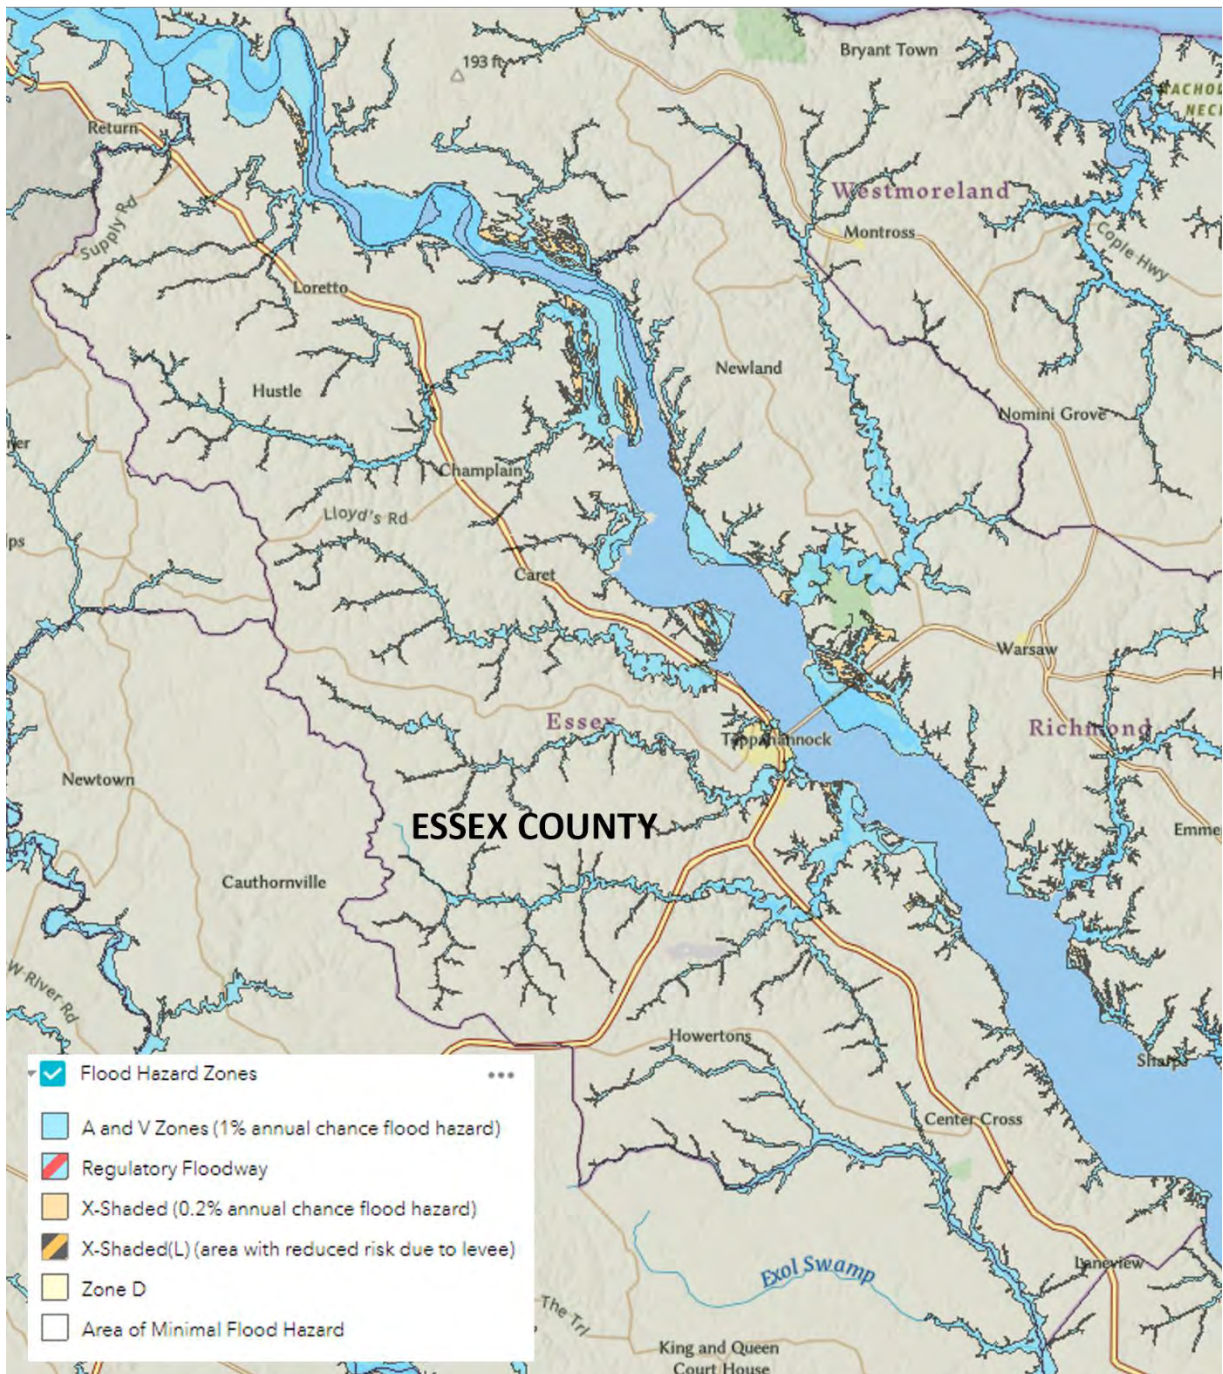 Bryant Town
193 ft
NECK
Return
Westmoreland
Montross
Supply Rd
Cople Hwy
Loretto
Newland
Hustle
Nomini Grove
Champlain
Lloyd's Rd
Caret
Warsaw
Essex
Richmond
Tappahannock
Newtown
ESSEX COUNTY
Emme
Cauthornville
W River Rd
Howertons
Sharps
Center Cross
Laneview
Exol Swamp
The Trl
King and Queen
Court House
Flood Hazard Zones
A and V Zones (1% annual chance flood hazard)
Regulatory Floodway
X-Shaded (0.2% annual chance flood hazard)
X-Shaded(L) (area with reduced risk due to levee)
Zone D
Area of Minimal Flood Hazard